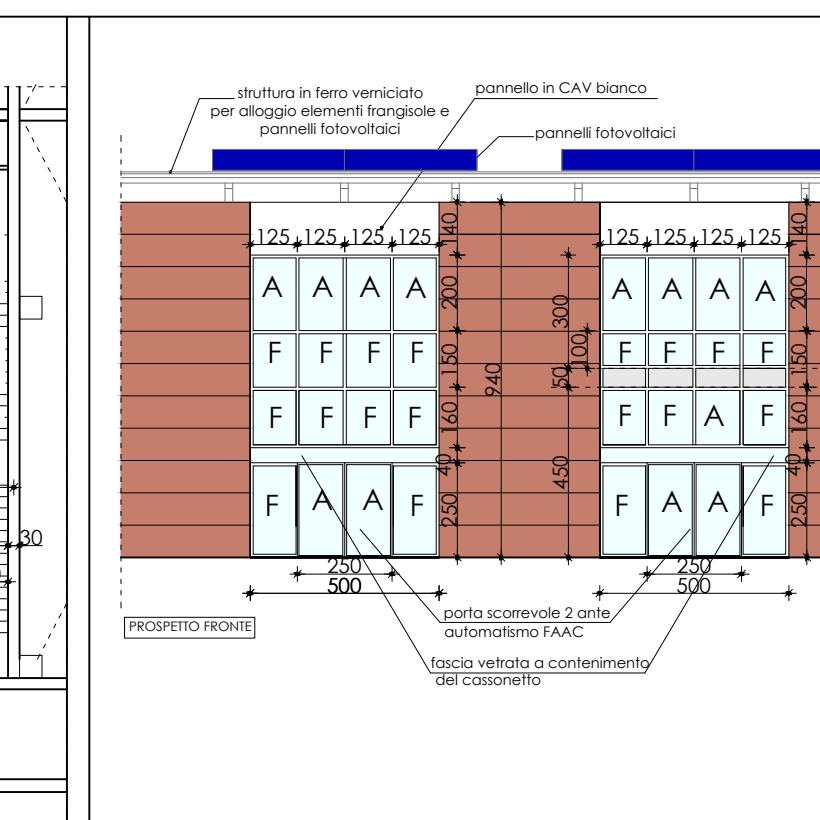 struttura in ferro verniciato
per alloggio elementi frangisole e
pannelli fotovoltaici
pannello in CAV bianco
pannelli fotovoltaici
125 125 125 125
140
125 125 125 125
140
A A A A
200
300
A A A A
200
F F F F
150
940
100
F F F F
150
50
F F F F
160
F F A F
160
40
450
40
F A A F
250
F A A F
250
30
250
500
250
500
porta scorrevole 2 ante
automatismo FAAC
PROSPETTO FRONTE
fascia vetrata a contenimento
del cassonetto